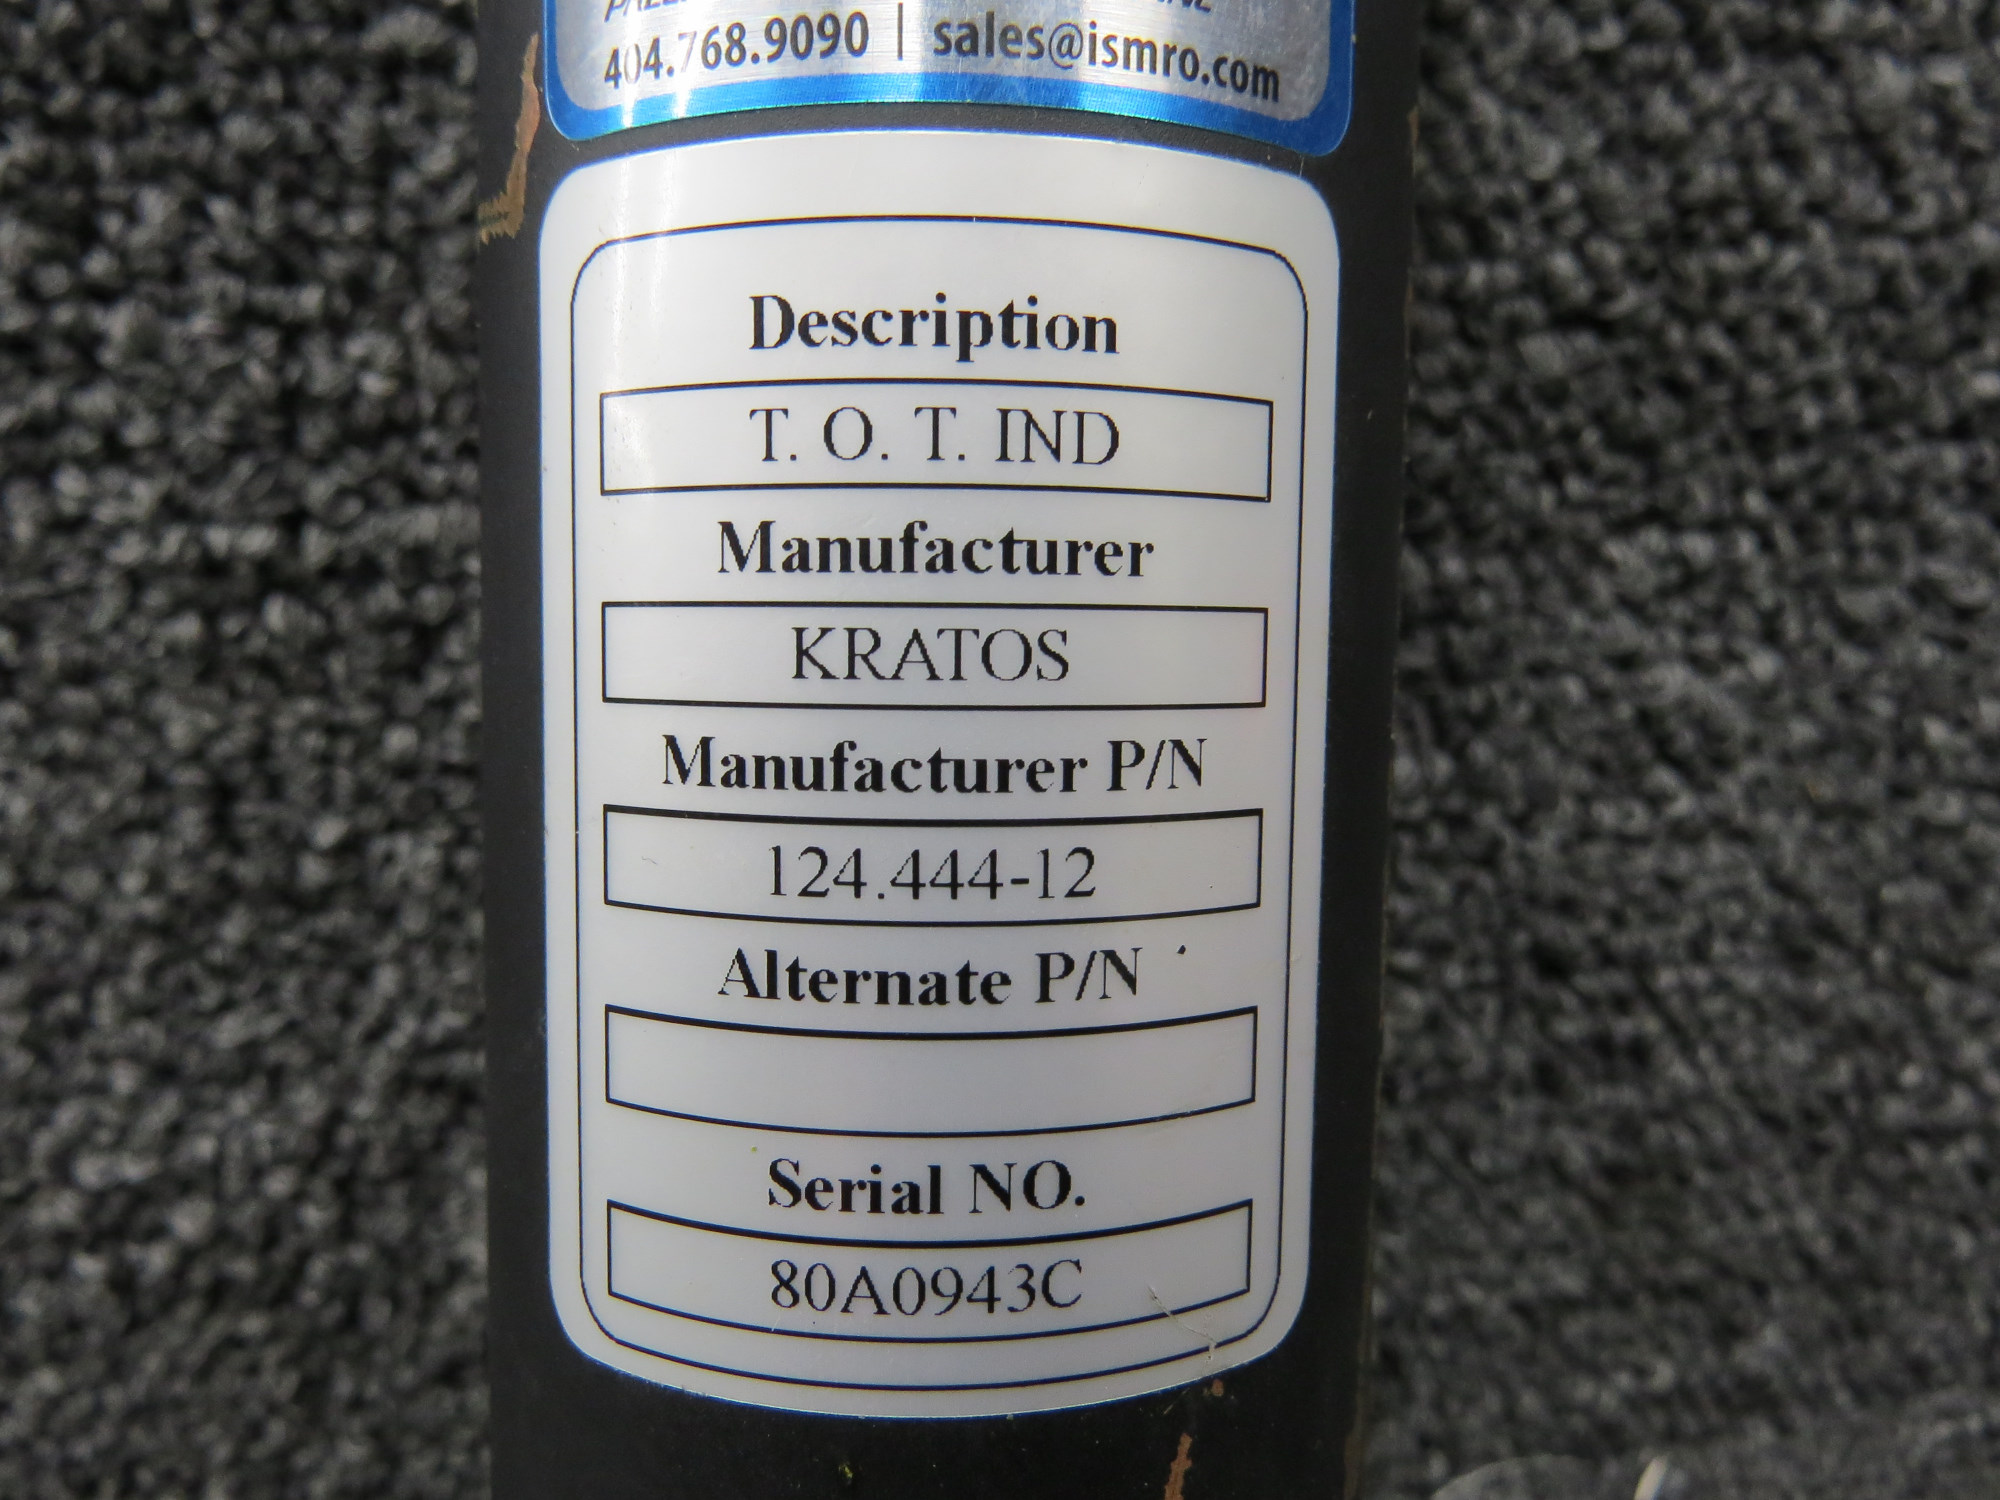 404.768.9090 | sales@ismro.com
Description
T. O. T. IND
Manufacturer
KRATOS
Manufacturer P/N
124.444-12
Alternate P/N
Serial NO.
80A0943C